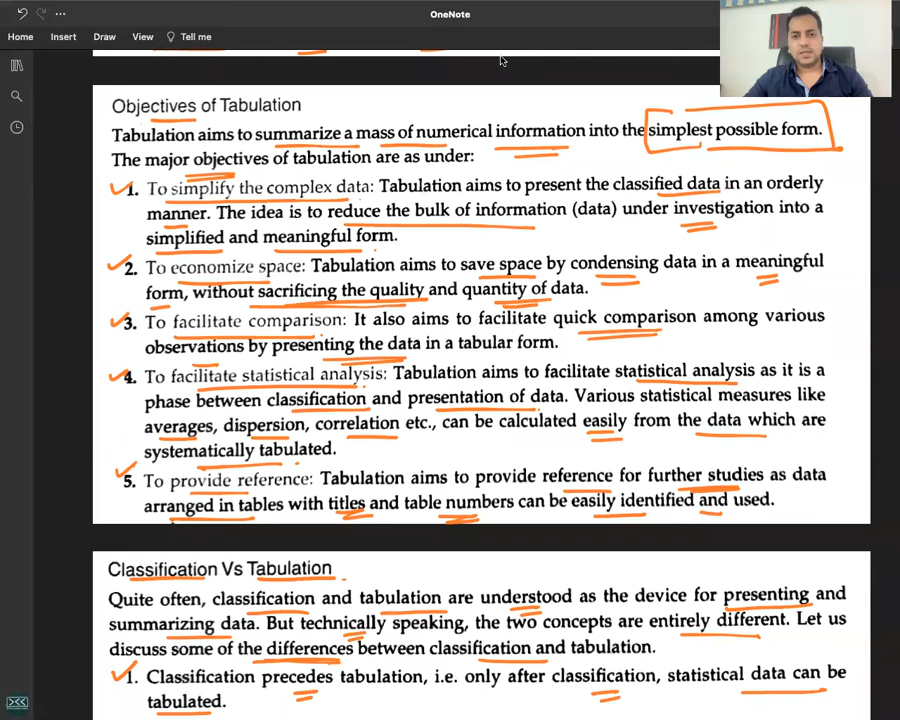 OneNote
Home Insert Draw View Tell me
Objectives of Tabulation
Tabulation aims to summarize a mass of numerical information into the simplest possible form.
The major objectives of tabulation are as under:
1. To simplify the complex data: Tabulation aims to present the classified data in an orderly
manner. The idea is to reduce the bulk of information (data) under investigation into a
simplified and meaningful form.
2. To economize space: Tabulation aims to save space by condensing data in a meaningful
form, without sacrificing the quality and quantity of data.
3. To facilitate comparison: It also aims to facilitate quick comparison among various
observations by presenting the data in a tabular form.
4. To facilitate statistical analysis: Tabulation aims to facilitate statistical analysis as it is a
phase between classification and presentation of data. Various statistical measures like
averages, dispersion, correlation etc., can be calculated easily from the data which are
systematically tabulated.
5. To provide reference: Tabulation aims to provide reference for further studies as data
arranged in tables with titles and table numbers can be easily identified and used.
Classification Vs Tabulation
Quite often, classification and tabulation are understood as the device for presenting and
summarizing data. But technically speaking, the two concepts are entirely different. Let us
discuss some of the differences between classification and tabulation.
1. Classification precedes tabulation, i.e. only after classification, statistical data can be
tabulated.